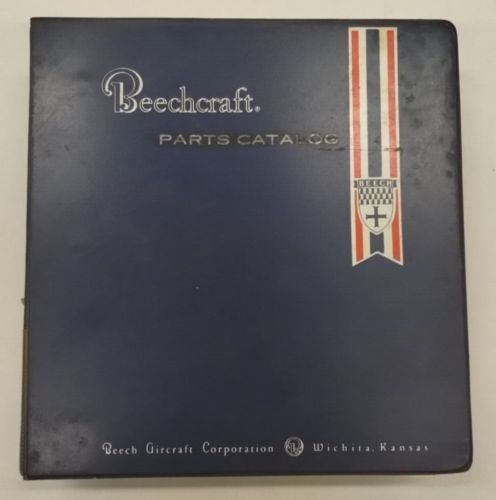 Beechcraft®
PARTS CATALOG
BEECH
Beech Aircraft Corporation B Wichita, Kansas